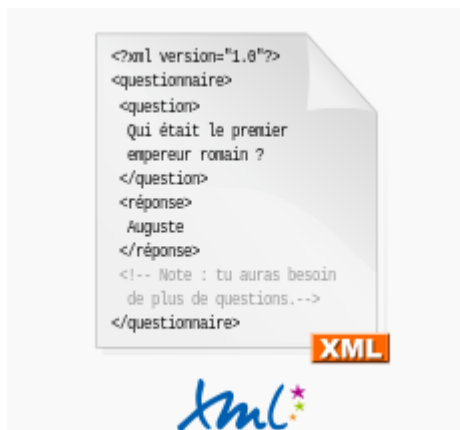 <?xml version="1.0"?>
<questionnaire>
<question>
Qui était le premier
empereur romain ?
</question>
<réponse>
Auguste
</réponse>
<!-- Note : tu auras besoin
de plus de questions.-->
</questionnaire>
XML
xml